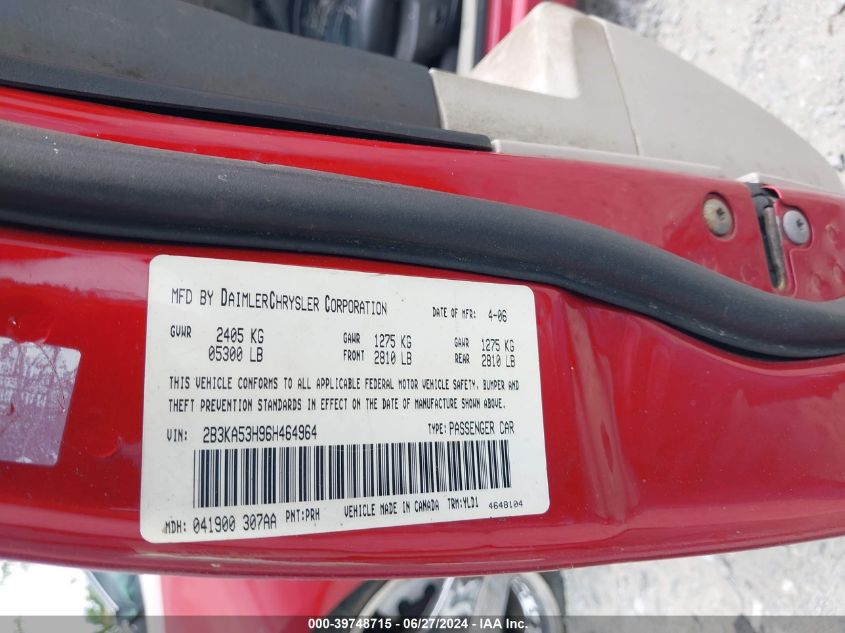 MFD BY DAIMLERCHRYSLER CORPORATION DATE OF MFR: 4-06
GVWR 2405 KG GAWR 1275 KG GAWR 1275 KG
05300 LB FRONT 2810 LB REAR 2810 LB
THIS VEHICLE CONFORMS TO ALL APPLICABLE FEDERAL MOTOR VEHICLE SAFETY, BUMPER AND
THEFT PREVENTION STANDARDS IN EFFECT ON THE DATE OF MANUFACTURE SHOWN ABOVE.
VIN: 2B3KA53H96H464964 TYPE: PASSENGER CAR
MDH: 041900 307AA PNT:PRH VEHICLE MADE IN CANADA TRM:YLD1 4648104
000-39748715 - 06/27/2024 - IAA Inc.